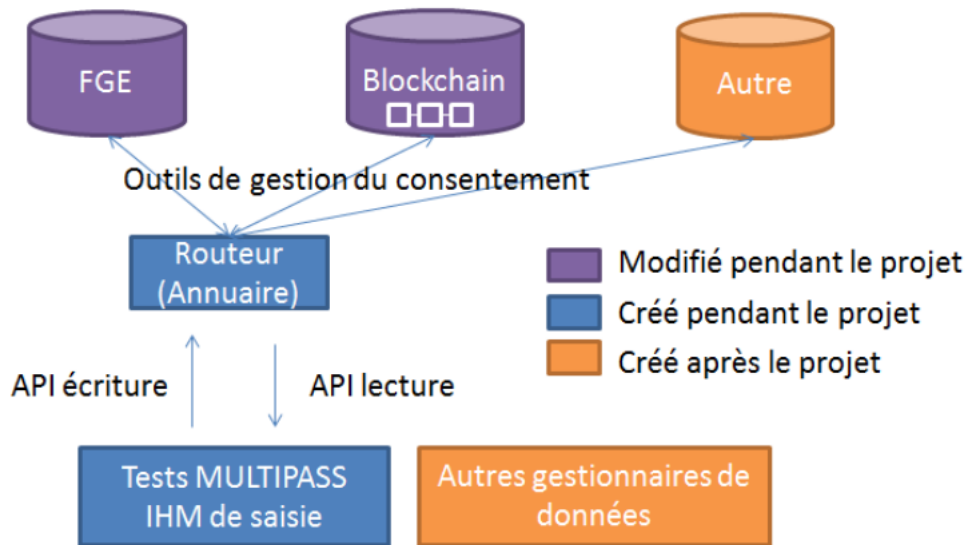 FGE
Blockchain
Autre
Outils de gestion du consentement
Routeur
(Annuaire)
Modifié pendant le projet
Créé pendant le projet
Créé après le projet
API écriture
API lecture
Tests MULTIPASS
IHM de saisie
Autres gestionnaires de
données